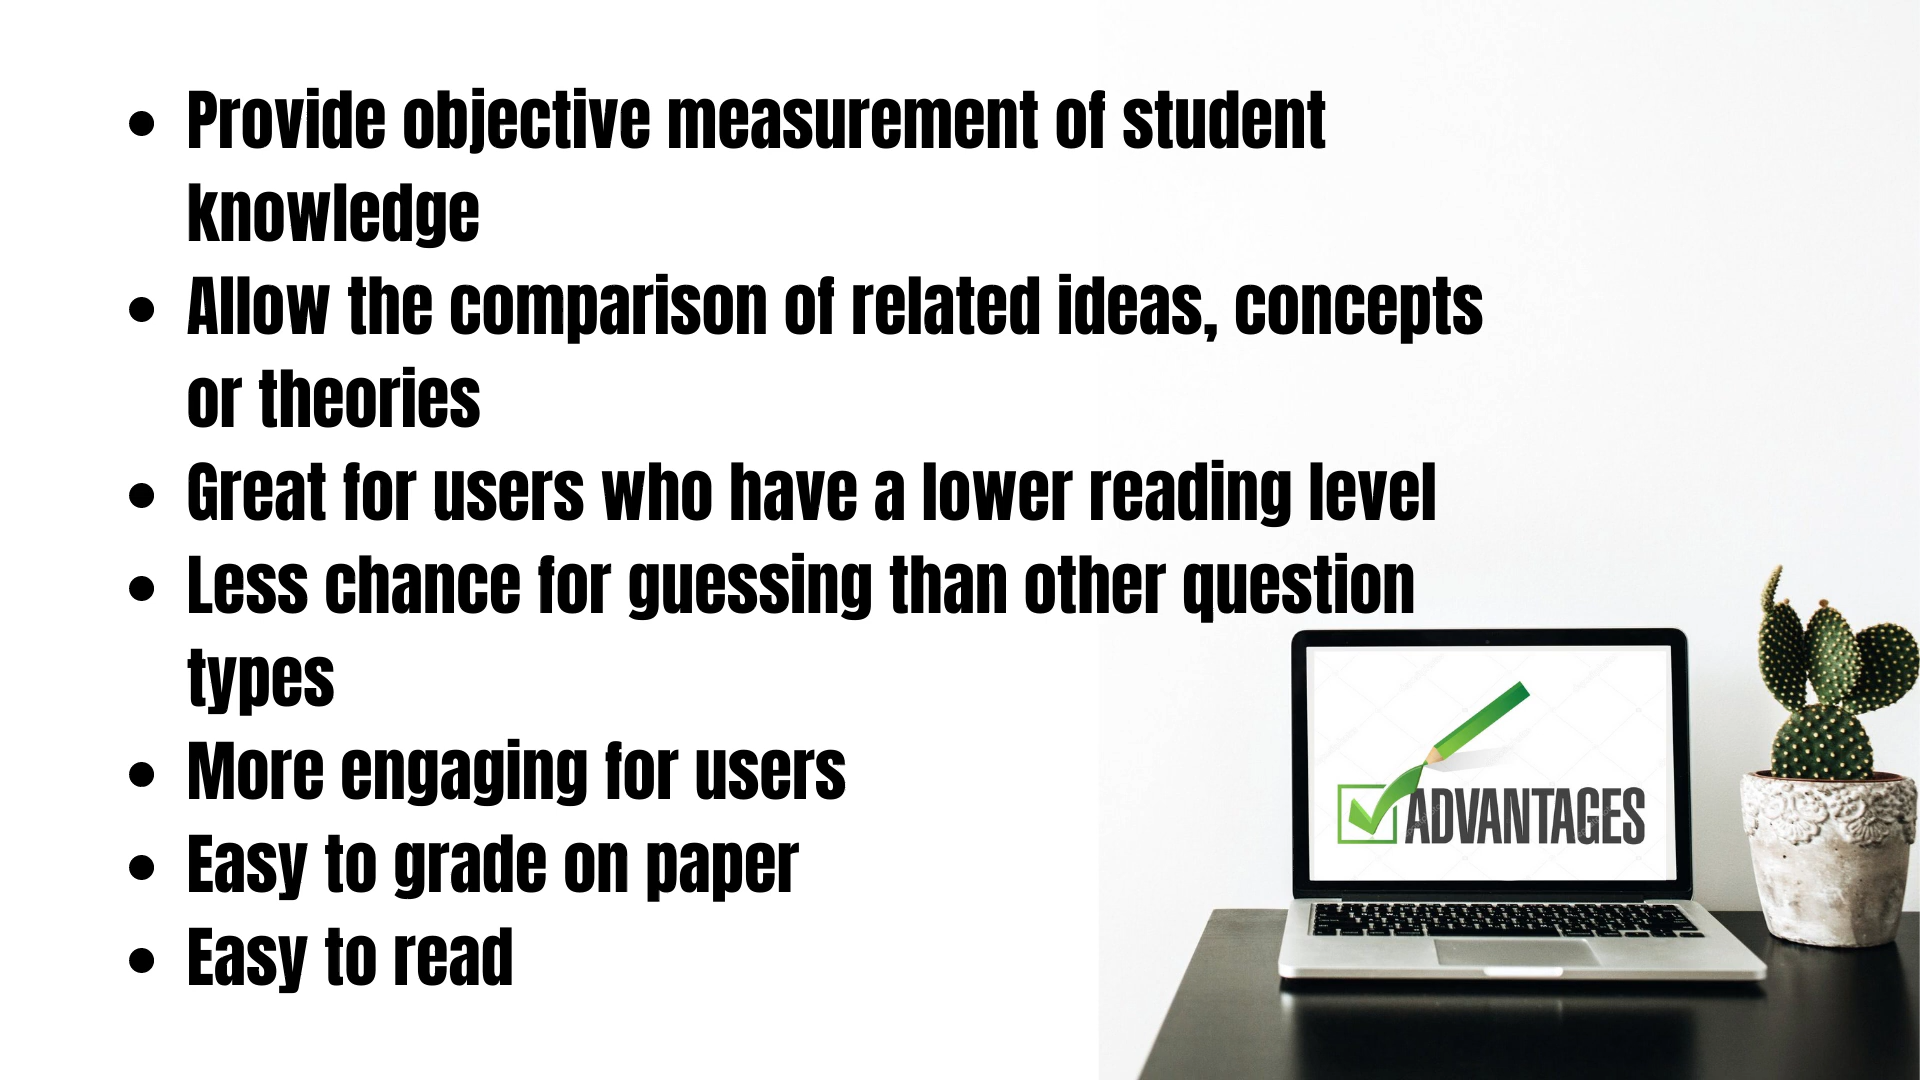 • Provide objective measurement of student
knowledge
• Allow the comparison of related ideas, concepts
or theories
• Great for users who have a lower reading level
• Less chance for guessing than other question
types
• More engaging for users
• Easy to grade on paper
• Easy to read
ADVANTAGES